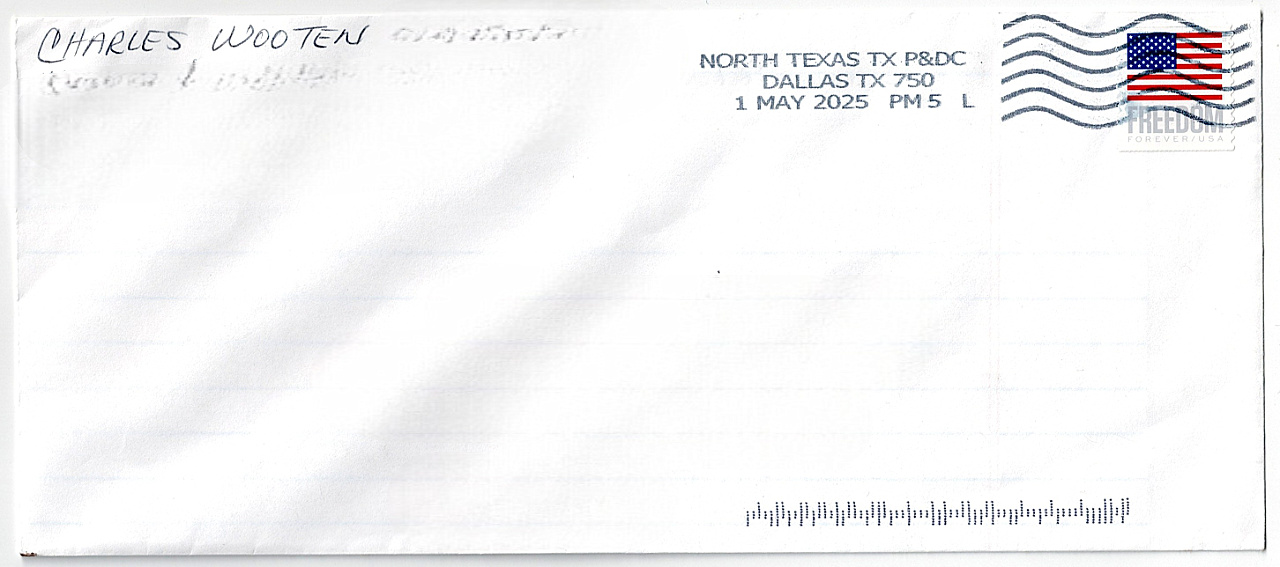 CHARLES WOOTEN
NORTH TEXAS TX P&DC
DALLAS TX 750
1 MAY 2025 PM 5 L
FREEDOM
FOREVER/USA